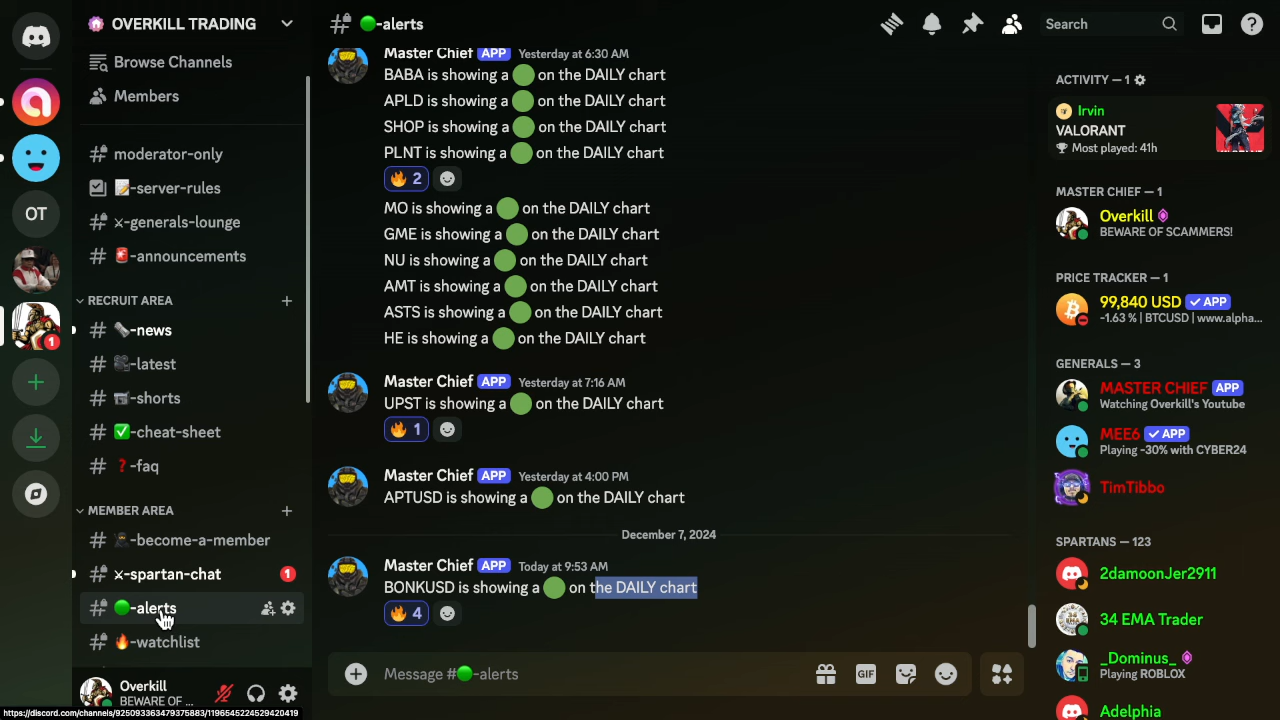 OVERKILL TRADING
Browse Channels
Members
moderator-only
-server-rules
-generals-lounge
-announcements
RECRUIT AREA
-news
-latest
-shorts
-cheat-sheet
-faq
MEMBER AREA
-become-a-member
-spartan-chat 1
-alerts
-watchlist
Overkill
BEWARE OF ...
https://discord.com/channels/925093363479375883/1196545224529420419
OT
1
-alerts
Search
Master Chief APP Yesterday at 6:30 AM
BABA is showing a 🟢 on the DAILY chart
APLD is showing a 🟢 on the DAILY chart
SHOP is showing a 🟢 on the DAILY chart
PLNT is showing a 🟢 on the DAILY chart
🔥 2
MO is showing a 🟢 on the DAILY chart
GME is showing a 🟢 on the DAILY chart
NU is showing a 🟢 on the DAILY chart
AMT is showing a 🟢 on the DAILY chart
ASTS is showing a 🟢 on the DAILY chart
HE is showing a 🟢 on the DAILY chart
Master Chief APP Yesterday at 7:16 AM
UPST is showing a 🟢 on the DAILY chart
🔥 1
Master Chief APP Yesterday at 4:00 PM
APTUSD is showing a 🟢 on the DAILY chart
December 7, 2024
Master Chief APP Today at 9:53 AM
BONKUSD is showing a 🟢 on the DAILY chart
🔥 4
Message #🟢-alerts
GIF
ACTIVITY — 1
Irvin
VALORANT
Most played: 41h
MASTER CHIEF — 1
Overkill
BEWARE OF SCAMMERS!
PRICE TRACKER — 1
99,840 USD ✓ APP
-1.63 % | BTCUSD | www.alpha...
GENERALS — 3
MASTER CHIEF APP
Watching Overkill's Youtube
MEE6 ✓ APP
Playing -30% with CYBER24
TimTibbo
SPARTANS — 123
2damoonJer2911
34 EMA Trader
_Dominus_
Playing ROBLOX
Adelphia